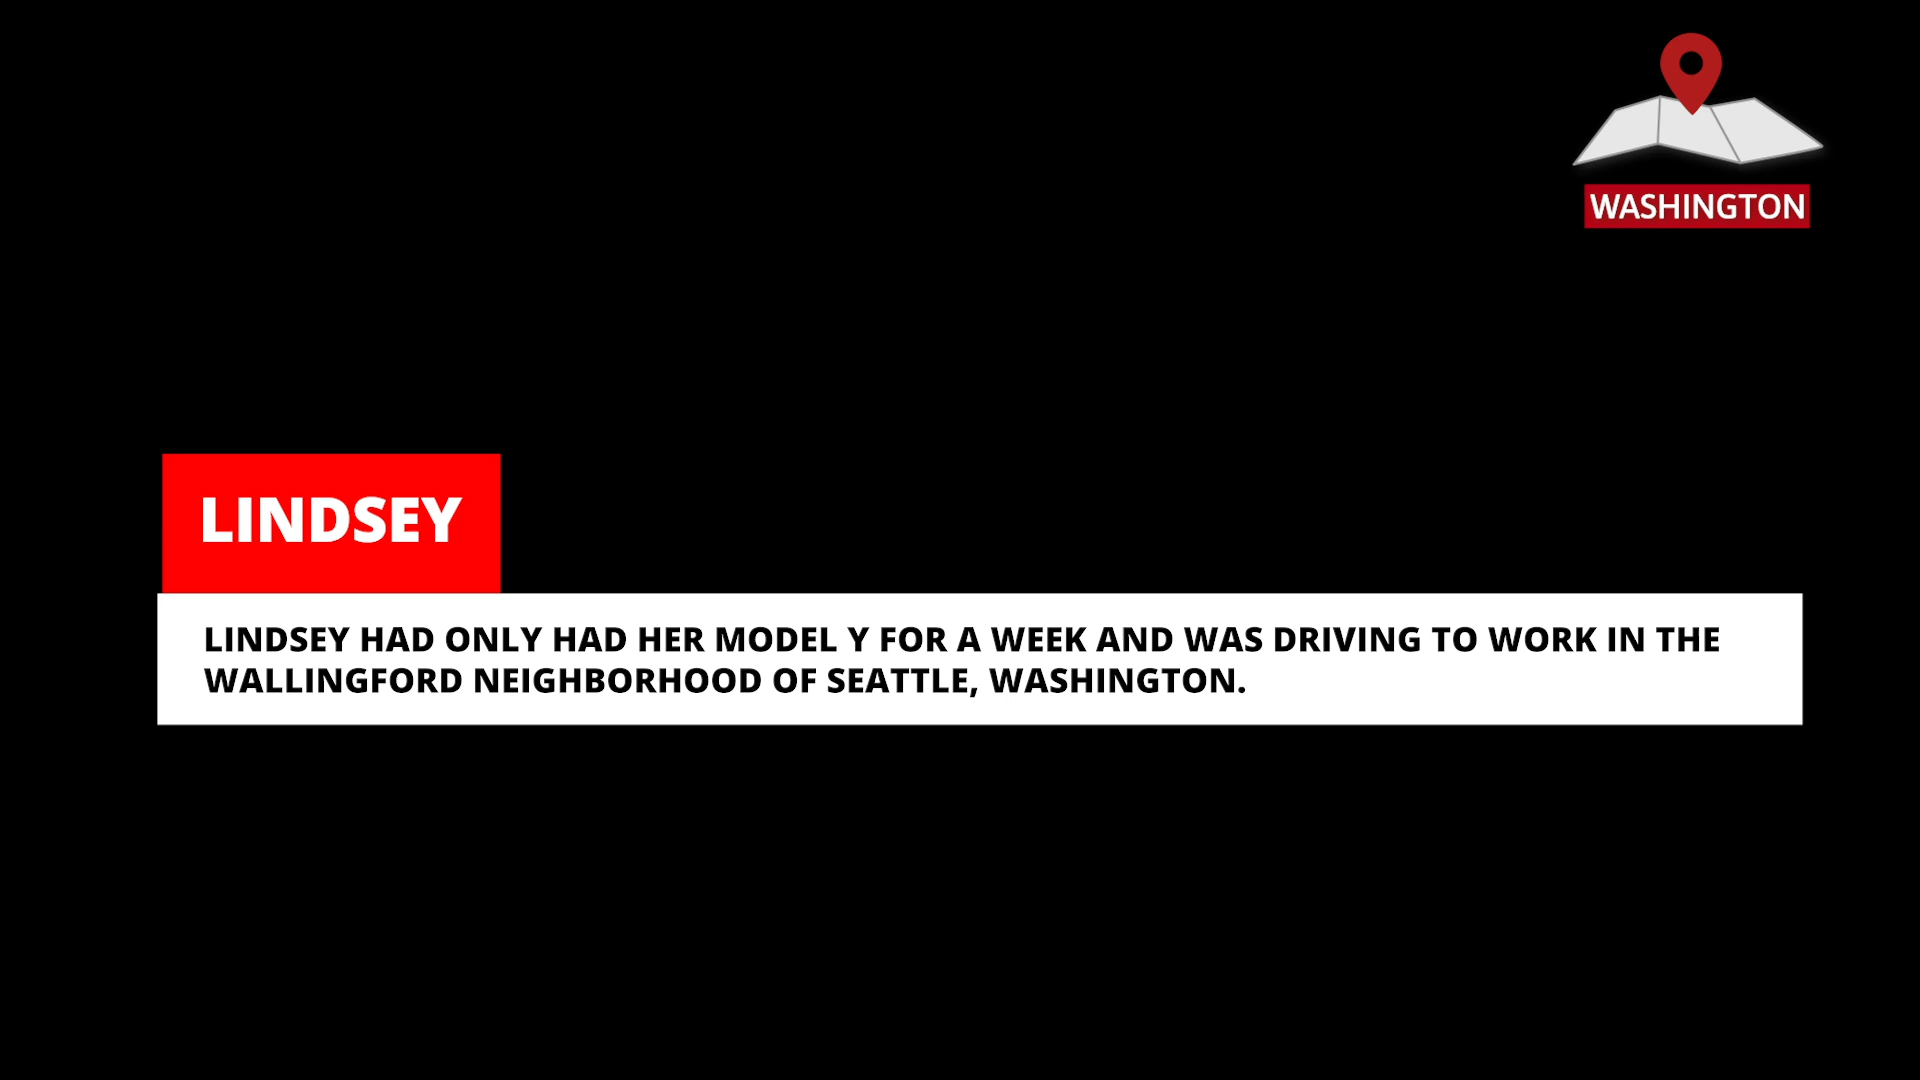 WASHINGTON
LINDSEY
LINDSEY HAD ONLY HAD HER MODEL Y FOR A WEEK AND WAS DRIVING TO WORK IN THE
WALLINGFORD NEIGHBORHOOD OF SEATTLE, WASHINGTON.